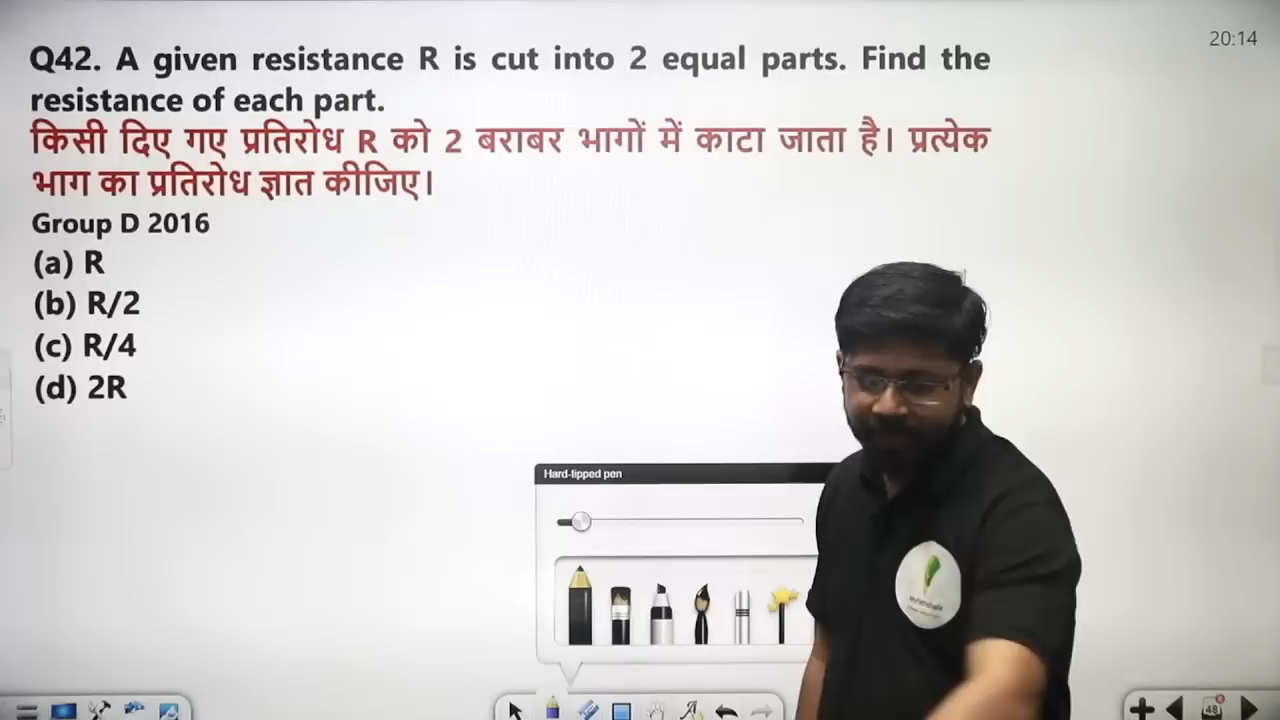 20:14
Q42. A given resistance R is cut into 2 equal parts. Find the
resistance of each part.
किसी दिए गए प्रतिरोध R को 2 बराबर भागों में काटा जाता है। प्रत्येक
भाग का प्रतिरोध ज्ञात कीजिए।
Group D 2016
(a) R
(b) R/2
(c) R/4
(d) 2R
Hard-tipped pen
48